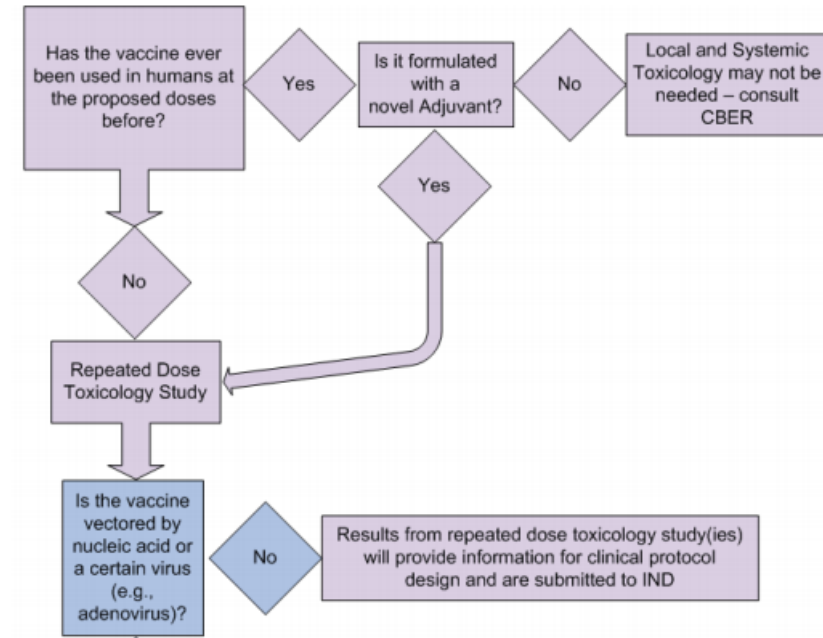 Has the vaccine ever
been used in humans at
the proposed doses
before?
Yes
Is it formulated
with a
novel Adjuvant?
No
Local and Systemic
Toxicology may not be
needed – consult
CBER
Yes
No
Repeated Dose
Toxicology Study
Is the vaccine
vectored by
nucleic acid or
a certain virus
(e.g.,
adenovirus)?
No
Results from repeated dose toxicology study(ies)
will provide information for clinical protocol
design and are submitted to IND